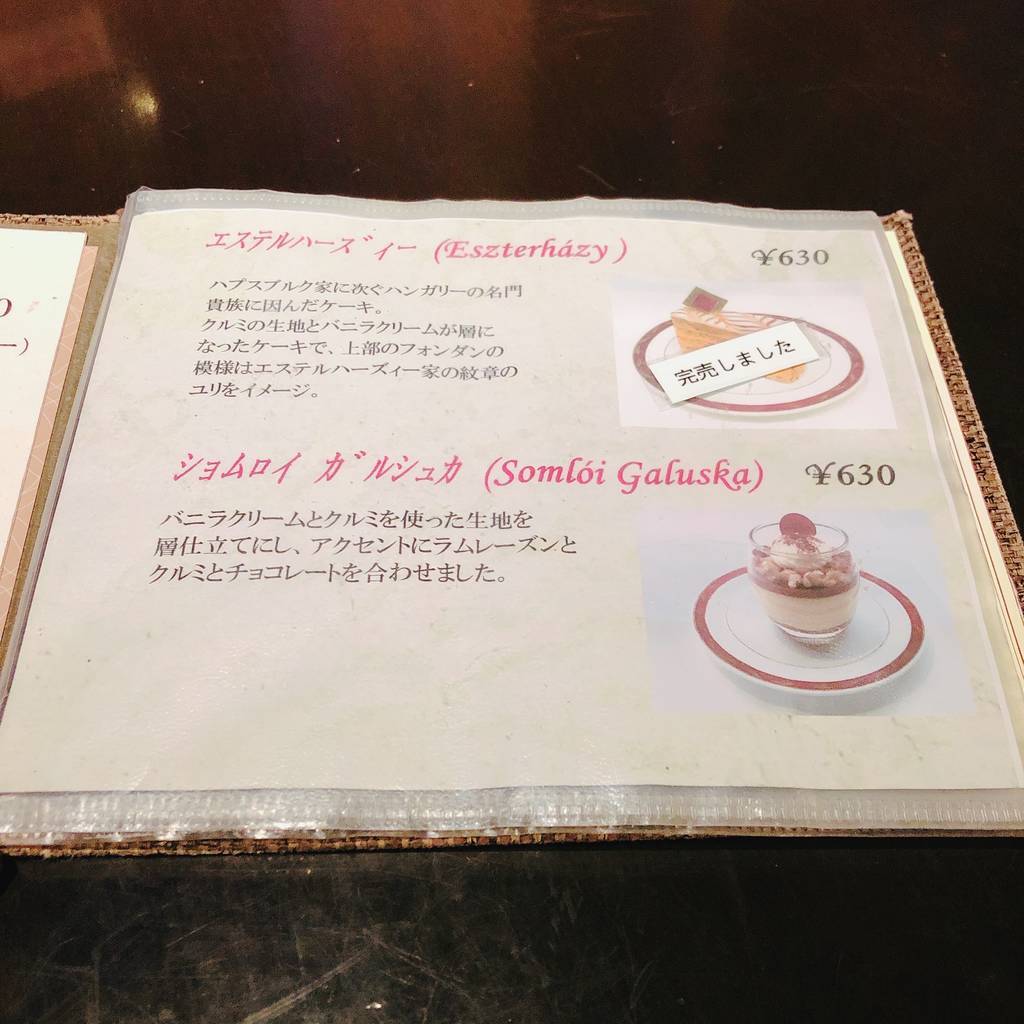 エステルハーズィー (Eszterházy)
¥630
ハプスブルク家に次ぐハンガリーの名門
貴族に因んだケーキ。
クルミの生地とバニラクリームが層に
なったケーキで、上部のフォンダンの
模様はエステルハーズィー家の紋章の
ユリをイメージ。
完売しました
ショムロイ ガルシュカ (Somlói Galuska)
¥630
バニラクリームとクルミを使った生地を
層仕立てにし、アクセントにラムレーズンと
クルミとチョコレートを合わせました。